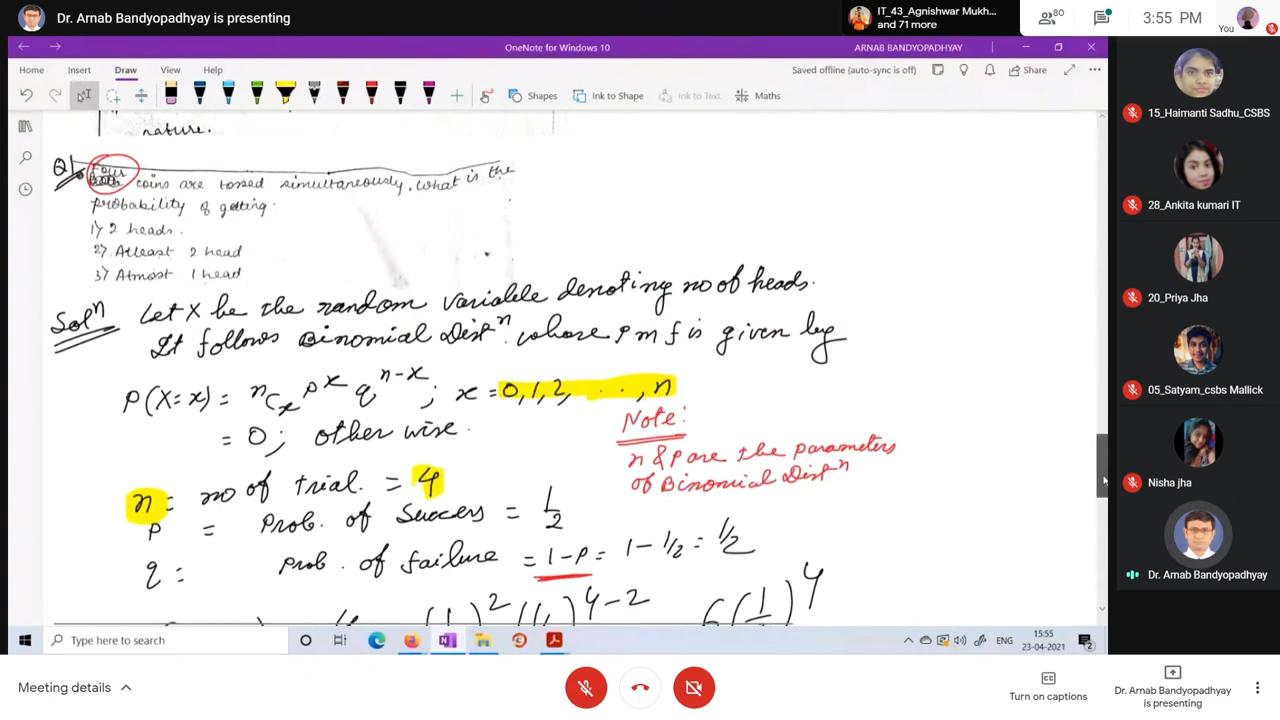 Dr. Arnab Bandyopadhyay is presenting
IT_43_Agnishwar Mukh...
and 71 more
80
3:55 PM
You
OneNote for Windows 10
ARNAB BANDYOPADHYAY
Home Insert Draw View Help
Saved offline (auto-sync is off)
Share
Shapes
Ink to Shape
Ink to Text
Maths
nature.
Q1. Four coins are tossed simultaneously. What is the
probability of getting
1) 2 heads.
2) Atleast 2 head
3) Atmost 1 head
Solⁿ Let X be the random variable denoting no of heads.
It follows Binomial Distⁿ. whose p m f is given by
P(X=x) = ⁿCₓ pˣ qⁿ⁻ˣ; x = 0,1,2, ..., n
= 0; otherwise.
Note:
n & p are the parameters
of Binomial Distⁿ
n = no of trial. = 4
p = Prob. of Success = 1/2
q = Prob. of failure = 1-p = 1 - 1/2 = 1/2
15_Haimanti Sadhu_CSBS
28_Ankita kumari IT
20_Priya Jha
05_Satyam_csbs Mallick
Nisha jha
Dr. Arnab Bandyopadhyay
Type here to search
ENG
15:55
23-04-2021
2
Meeting details
Turn on captions
Dr. Arnab Bandyopadhyay
is presenting